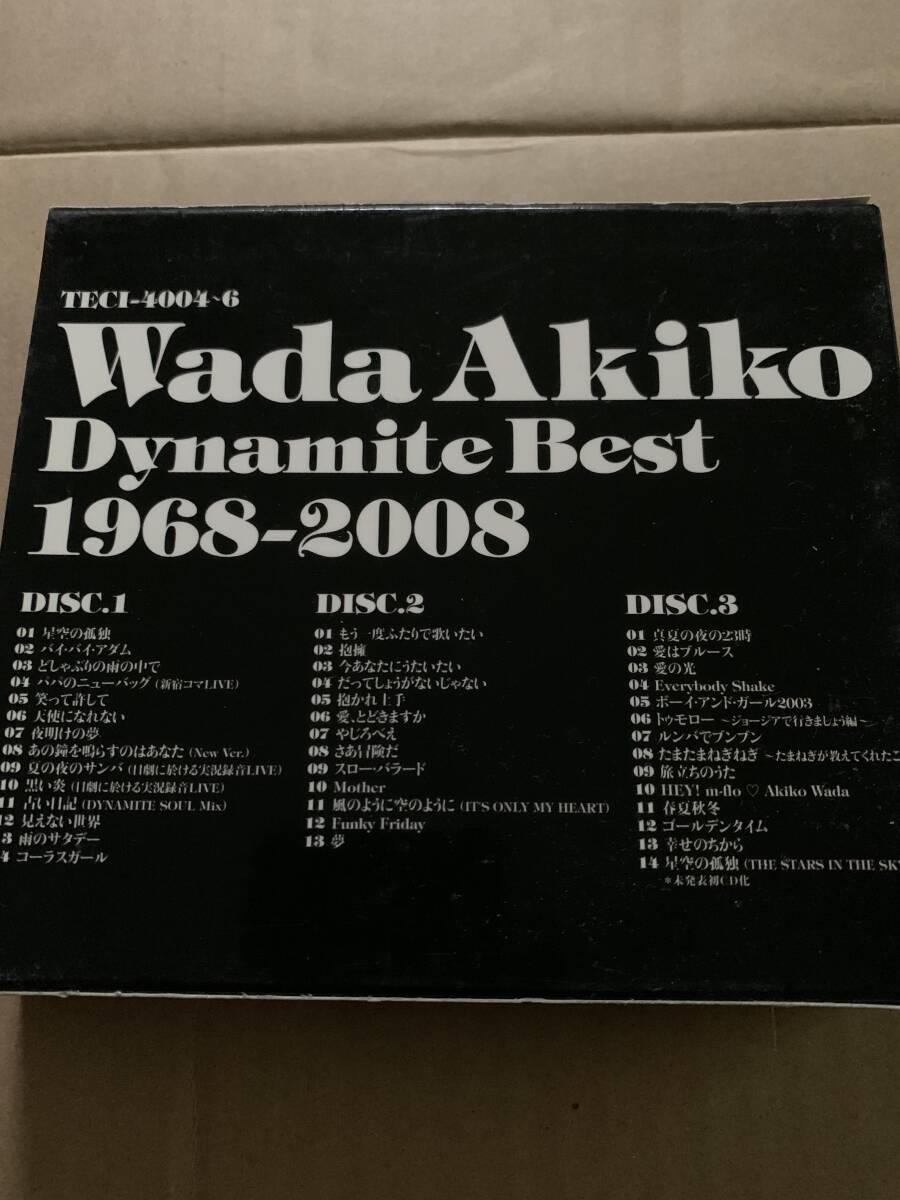 TECI-4004~6
Wada Akiko
Dynamite Best
1968-2008
DISC.1
01 星空の孤独
02 バイ・バイ・アダム
03 どしゃぶりの雨の中で
04 パパのニューバッグ (新宿コマLIVE)
05 笑って許して
06 天使になれない
07 夜明けの夢
08 あの鐘を鳴らすのはあなた (New Ver.)
09 夏の夜のサンバ (日劇に於ける実況録音LIVE)
10 黒い炎 (日劇に於ける実況録音LIVE)
11 占い日記 (DYNAMITE SOUL Mix)
12 見えない世界
3 雨のサタデー
4 コーラスガール
DISC.2
01 もう一度ふたりで歌いたい
02 抱擁
03 今あなたにうたいたい
04 だってしょうがないじゃない
05 抱かれ上手
06 愛、とどきますか
07 やじろべえ
08 さあ冒険だ
09 スロー・バラード
10 Mother
11 風のように空のように (IT'S ONLY MY HEART)
12 Funky Friday
13 夢
DISC.3
01 真夏の夜の23時
02 愛はブルース
03 愛の光
04 Everybody Shake
05 ボーイ・アンド・ガール2003
06 トゥモロー ~ジョージアで行きましょう編~
07 ルンバでブンブン
08 たまたまねぎねぎ ~たまねぎが教えてくれたこ
09 旅立ちのうた
10 HEY! m-flo ♡ Akiko Wada
11 春夏秋冬
12 ゴールデンタイム
13 幸せのちから
14 星空の孤独 (THE STARS IN THE SKY
*未発表初CD化